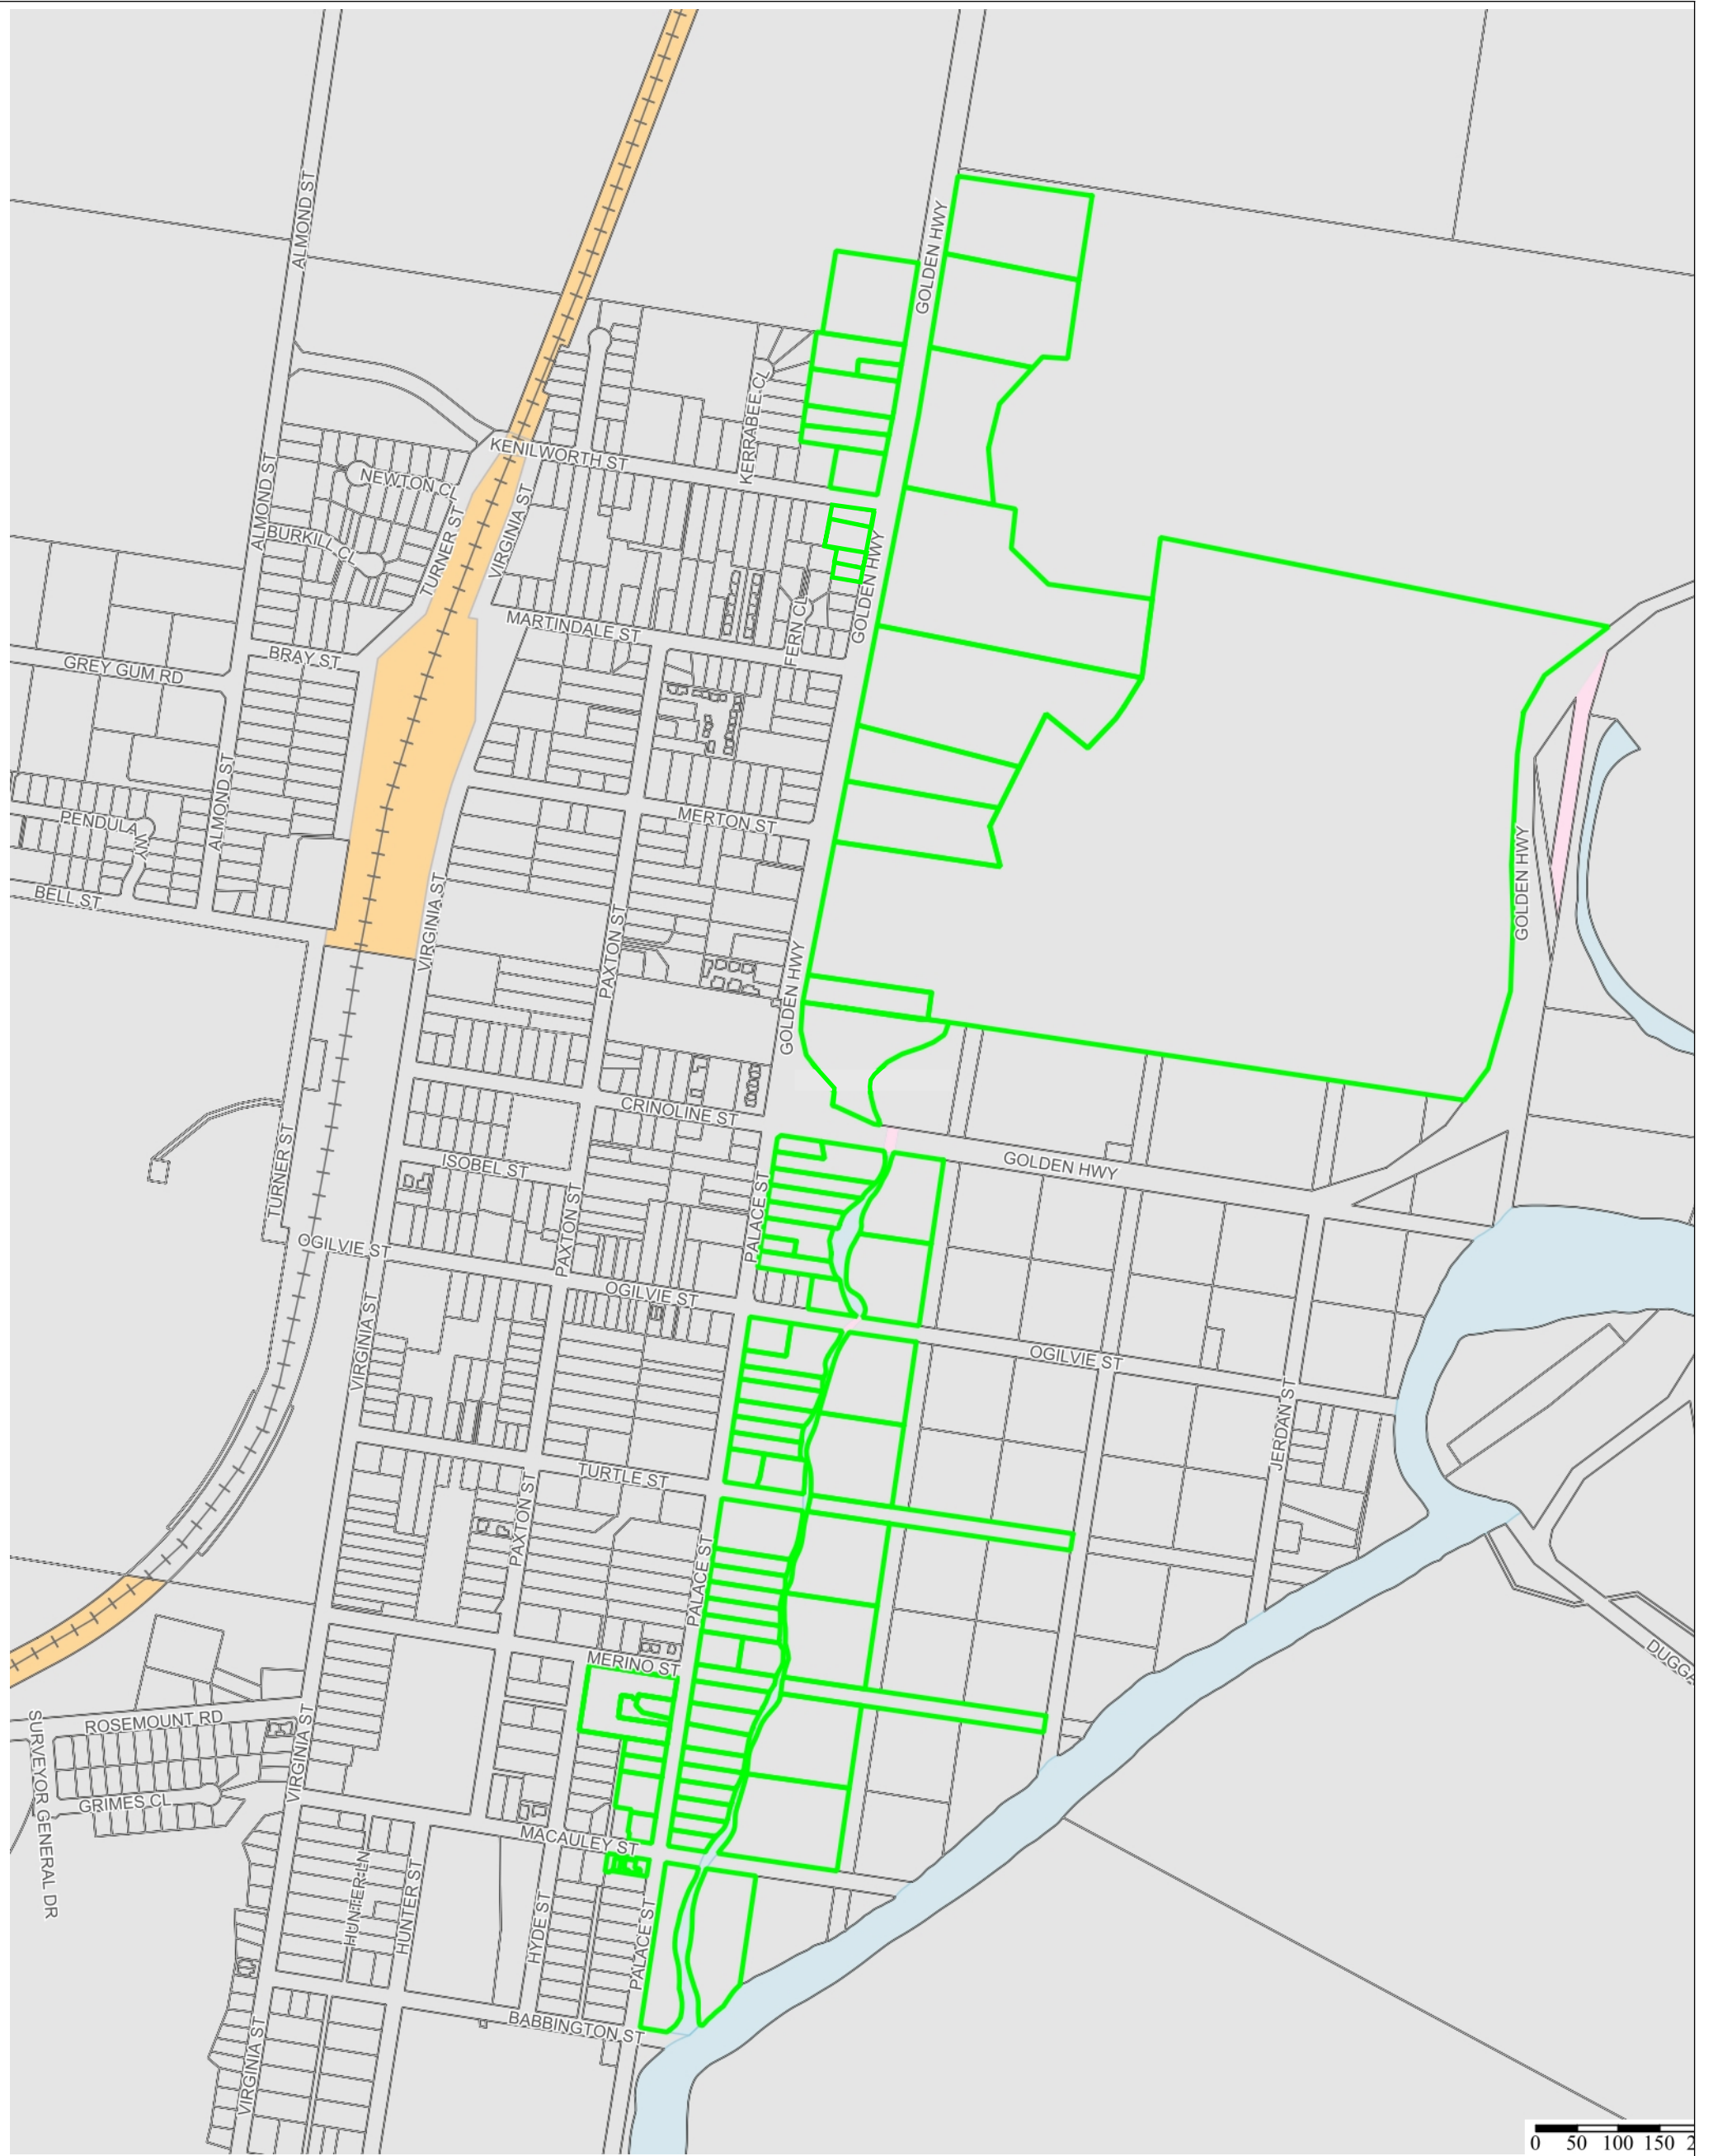 ALMOND ST
GOLDEN HWY
KERRABEE CL
KENILWORTH ST
NEWTON CL
ALMOND ST
BURKILL CL
TURNER ST
VIRGINIA ST
GOLDEN HWY
MARTINDALE ST
FERN CL
BRAY ST
GREY GUM RD
ALMOND ST
PENDULA WY
MERTON ST
BELL ST
VIRGINIA ST
PAXTON ST
GOLDEN HWY
GOLDEN HWY
CRINOLINE ST
TURNER ST
ISOBEL ST
GOLDEN HWY
PALACE ST
PAXTON ST
OGILVIE ST
OGILVIE ST
VIRGINIA ST
OGILVIE ST
JERDAN ST
TURTLE ST
PAXTON ST
PALACE ST
MERINO ST
DUGGA
ROSEMOUNT RD
VIRGINIA ST
SURVEYOR GENERAL DR
GRIMES CL
MACAULEY ST
HUNTER LN
HUNTER ST
HYDE ST
PALACE ST
BABBINGTON ST
VIRGINIA ST
0 50 100 150 2